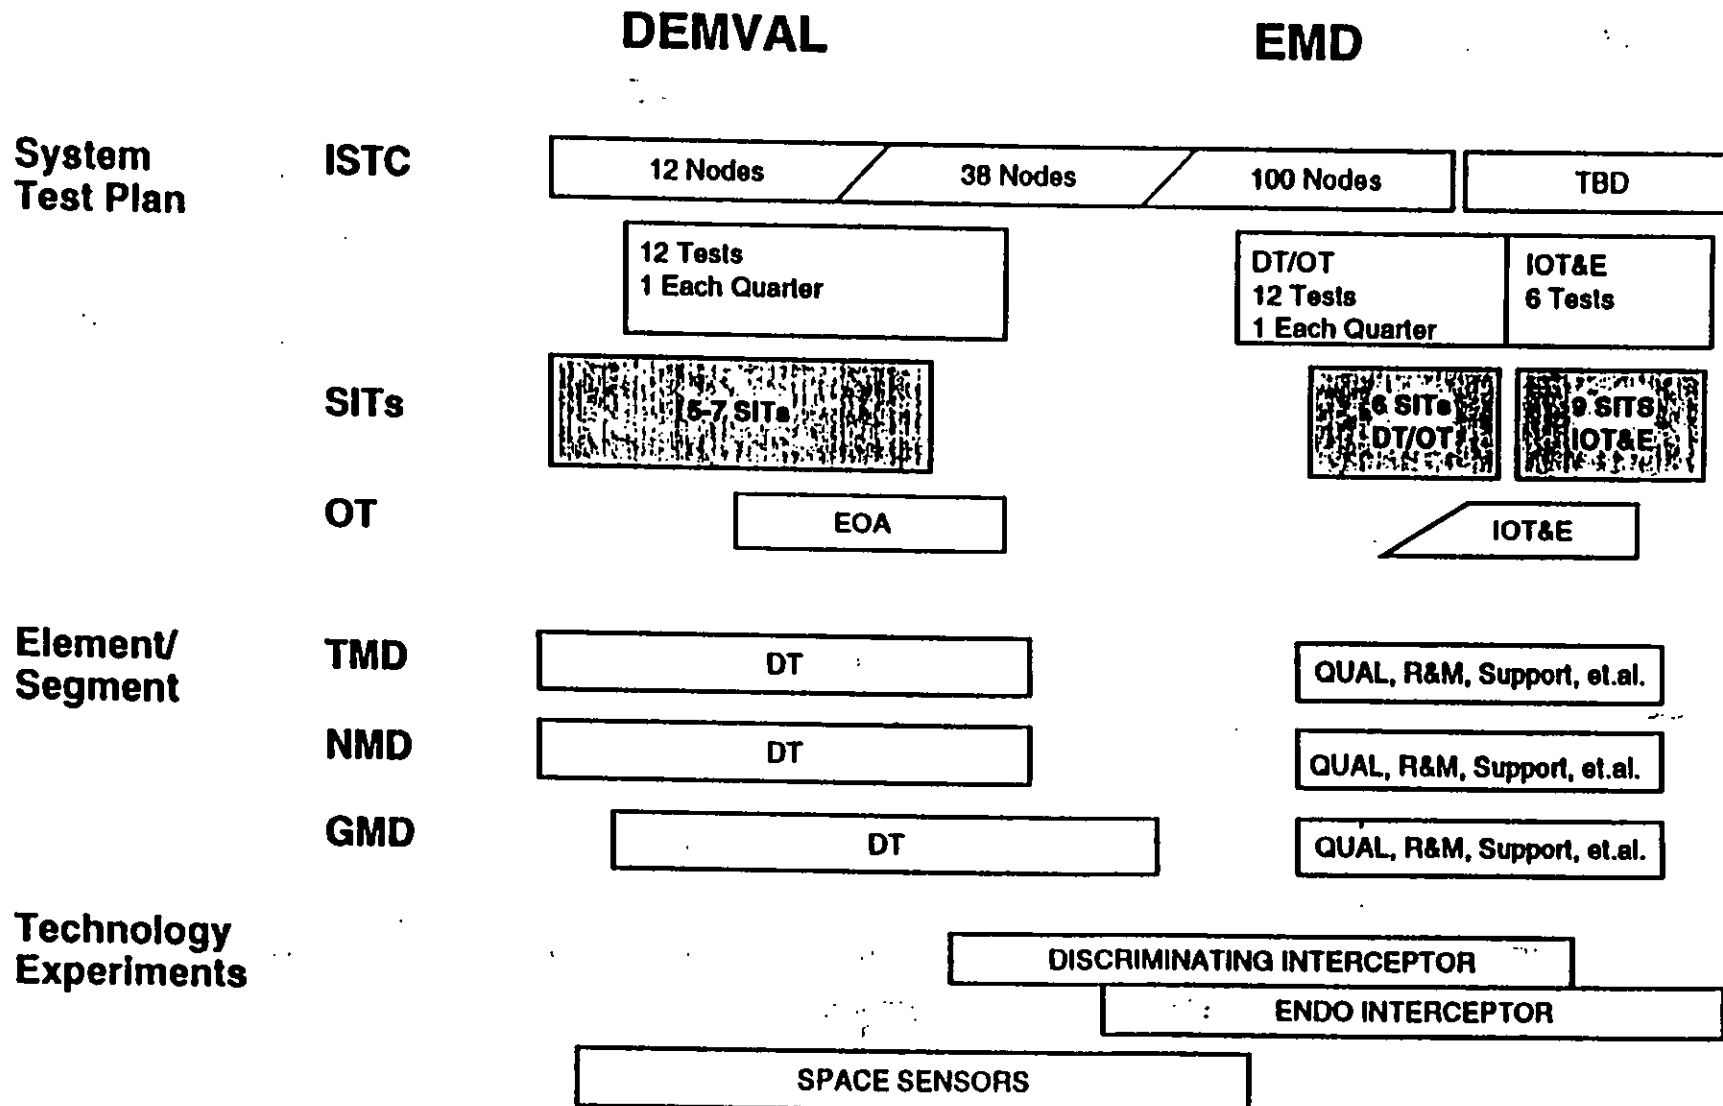 DEMVAL
EMD
System
Test Plan
ISTC
12 Nodes
38 Nodes
100 Nodes
TBD
12 Tests
1 Each Quarter
DT/OT
12 Tests
1 Each Quarter
IOT&E
6 Tests
SITs
5-7 SITs
6 SITs
DT/OT
9 SITS
IOT&E
OT
EOA
IOT&E
Element/
Segment
TMD
DT
QUAL, R&M, Support, et.al.
NMD
DT
QUAL, R&M, Support, et.al.
GMD
DT
QUAL, R&M, Support, et.al.
Technology
Experiments
DISCRIMINATING INTERCEPTOR
ENDO INTERCEPTOR
SPACE SENSORS